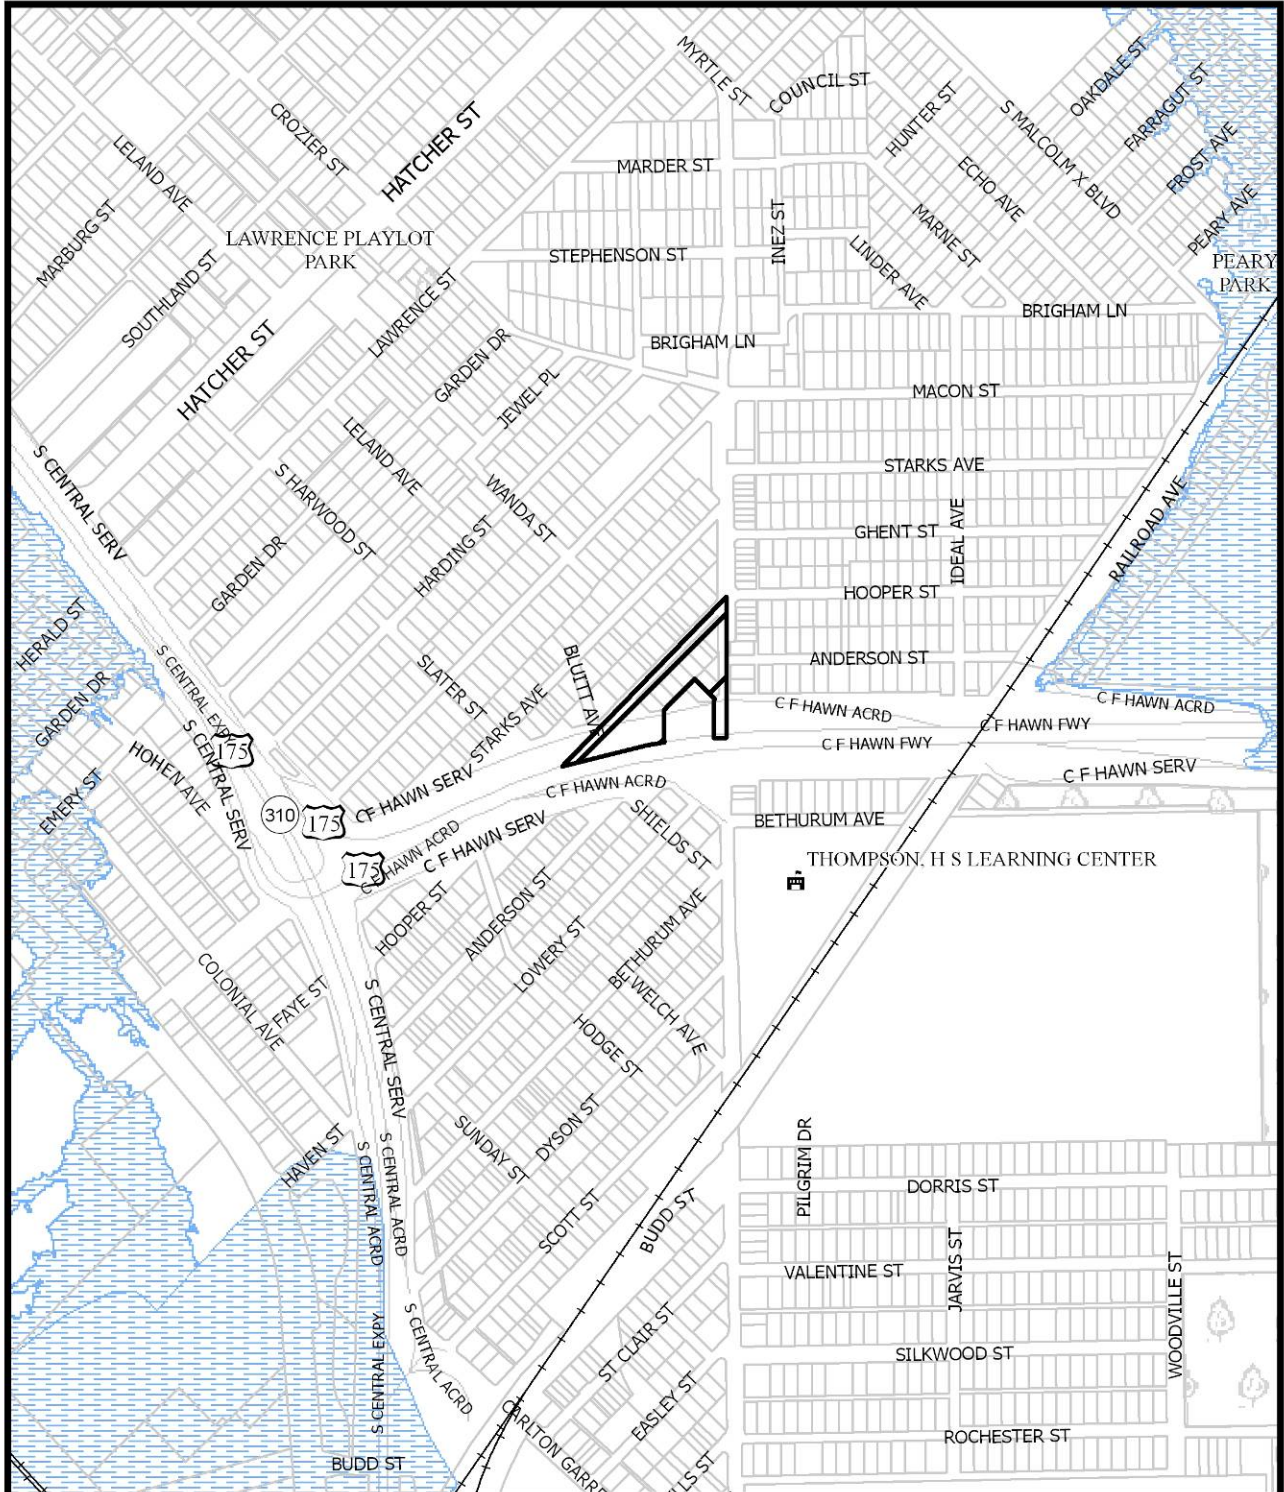 MYRTLE ST
COUNCIL ST
OAKDALE ST
CROZIER ST
HATCHER ST
HUNTER ST
S MALCOLM X BLVD
FARRAGUT ST
LELAND AVE
MARDER ST
ECHO AVE
FROST AVE
MARBURG ST
LAWRENCE PLAYLOT
PARK
INEZ ST
MARNE ST
PEARY AVE
SOUTHLAND ST
STEPHENSON ST
LINDER AVE
PEARY
PARK
LAWRENCE ST
BRIGHAM LN
BRIGHAM LN
HATCHER ST
GARDEN DR
JEWEL PL
MACON ST
LELAND AVE
S CENTRAL SERV
S HARWOOD ST
WANDA ST
STARKS AVE
HARDING ST
GHENT ST
IDEAL AVE
RAILROAD AVE
GARDEN DR
HOOPER ST
HERALD ST
ANDERSON ST
S CENTRAL EXPY
SLATER ST
BLUITT AVE
GARDEN DR
STARKS AVE
C F HAWN ACRD
C F HAWN ACRD
C F HAWN FWY
C F HAWN FWY
S CENTRAL SERV
175
HOHEN AVE
C F HAWN SERV
C F HAWN ACRD
C F HAWN SERV
EMERY ST
310
175
SHIELDS ST
BETHURUM AVE
C F HAWN ACRD
C F HAWN SERV
175
THOMPSON, H S LEARNING CENTER
HOOPER ST
ANDERSON ST
LOWERY ST
BETHURUM AVE
COLONIAL AVE
FAYE ST
WELCH AVE
S CENTRAL SERV
HODGE ST
HAVEN ST
SUNDAY ST
DYSON ST
PILGRIM DR
S CENTRAL ACRD
S CENTRAL ACRD
SCOTT ST
BUDD ST
DORRIS ST
VALENTINE ST
JARVIS ST
WOODVILLE ST
S CENTRAL EXPY
S CENTRAL ACRD
ST CLAIR ST
SILKWOOD ST
EASLEY ST
CARLTON GARRE
ROCHESTER ST
BUDD ST
LLS ST